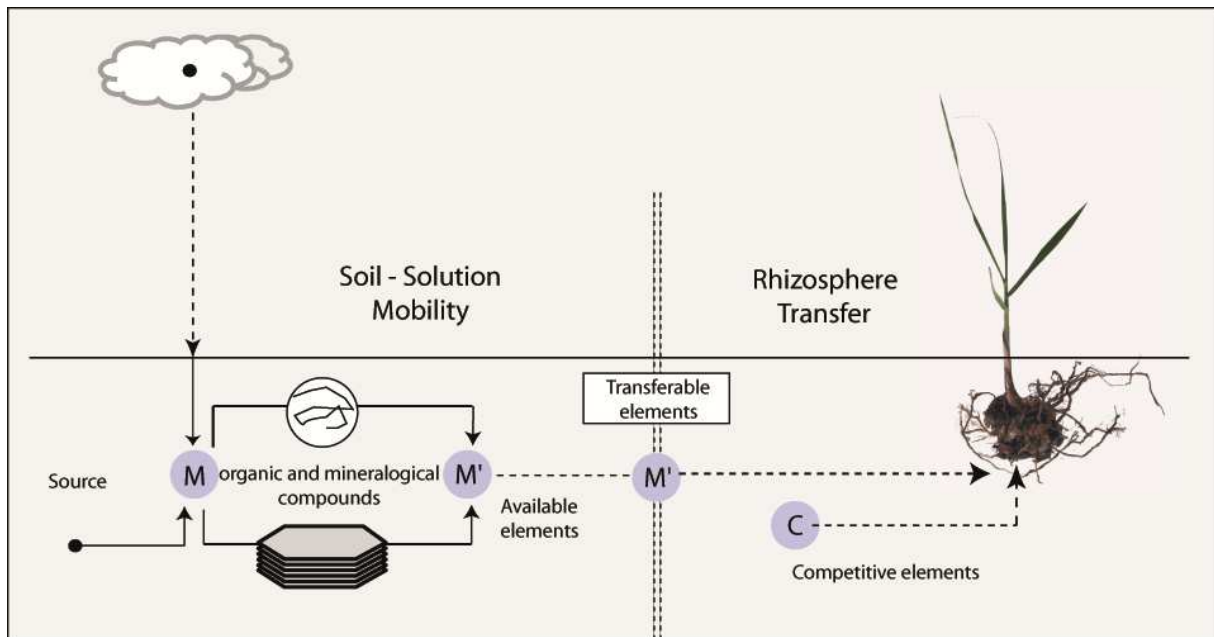 Soil - Solution
Mobility
Rhizosphere
Transfer
Transferable
elements
Source
M
organic and mineralogical
compounds
M'
Available
elements
M'
C
Competitive elements